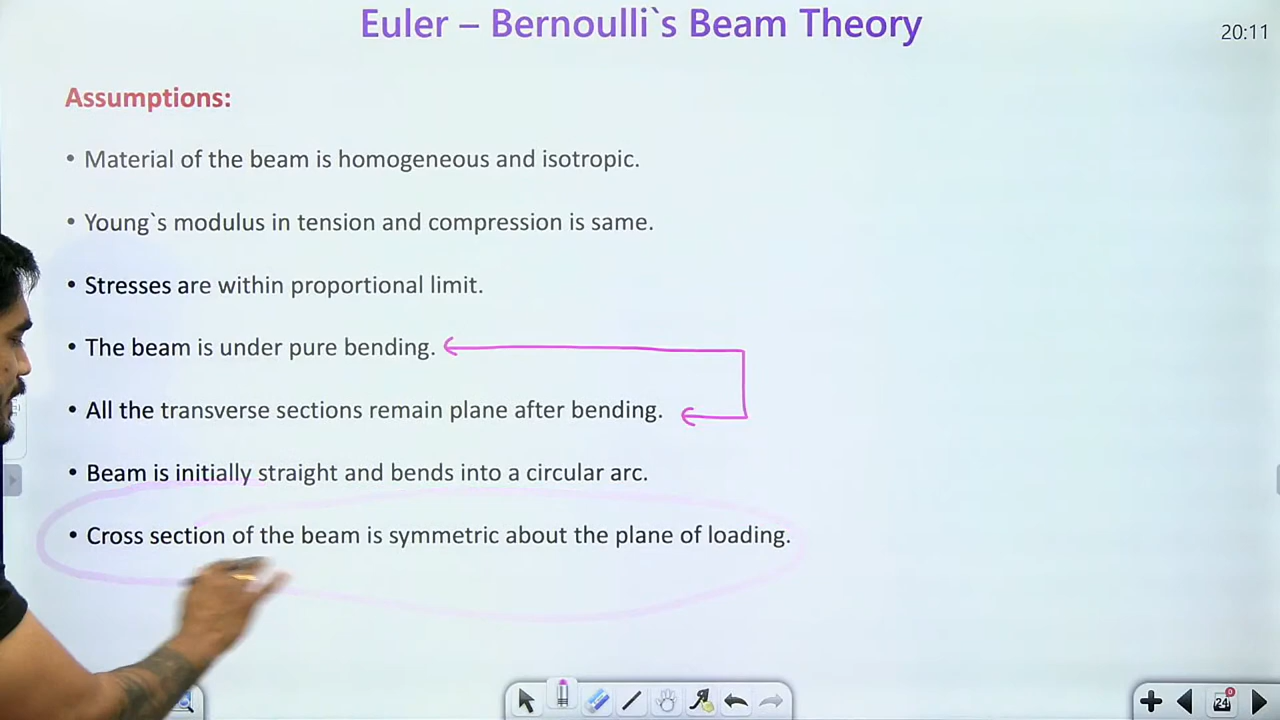 Euler – Bernoulli`s Beam Theory
20:11
Assumptions:
• Material of the beam is homogeneous and isotropic.
• Young`s modulus in tension and compression is same.
• Stresses are within proportional limit.
• The beam is under pure bending.
• All the transverse sections remain plane after bending.
• Beam is initially straight and bends into a circular arc.
• Cross section of the beam is symmetric about the plane of loading.
0
24